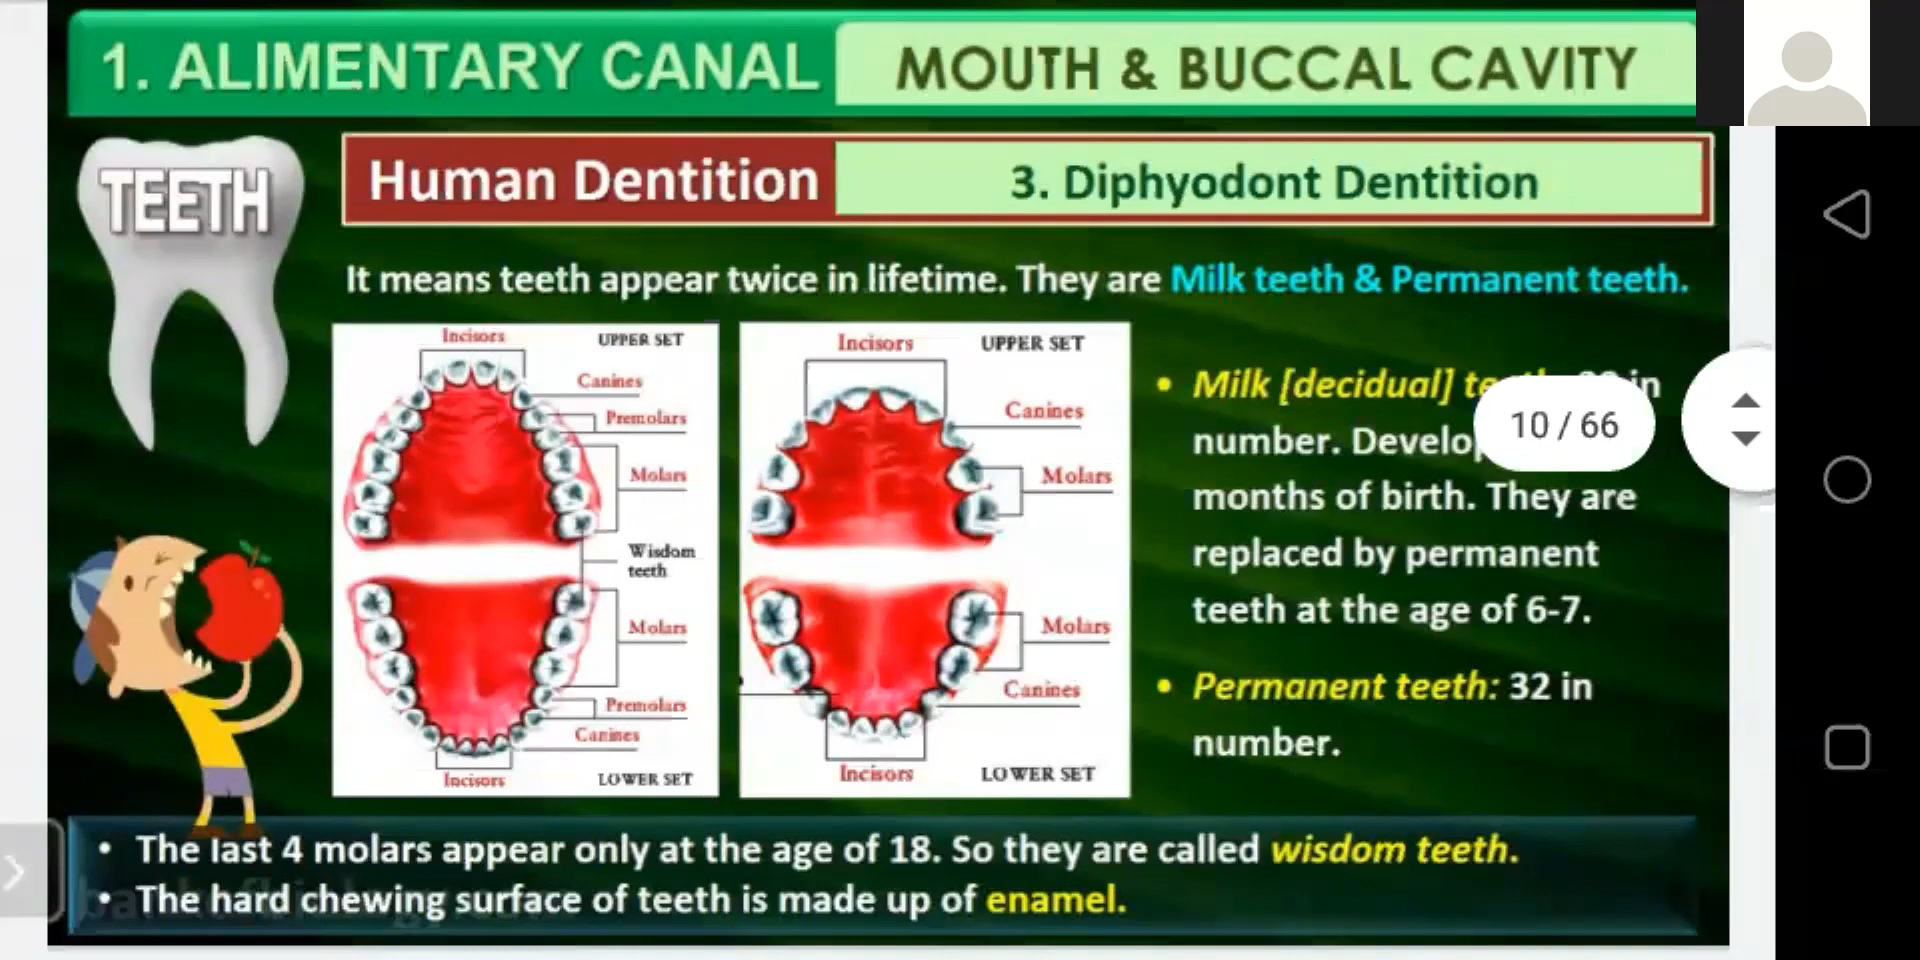 1. ALIMENTARY CANAL
MOUTH & BUCCAL CAVITY
TEETH
Human Dentition
3. Diphyodont Dentition
It means teeth appear twice in lifetime. They are Milk teeth & Permanent teeth.
Incisors
UPPER SET
Canines
Premolars
Molars
Wisdom
teeth
Molars
Premolars
Canines
Incisors
LOWER SET
Incisors
UPPER SET
Canines
Molars
Molars
Canines
Incisors
LOWER SET
• Milk [decidual] in
number.
months of birth. They are
replaced by permanent
teeth at the age of 6-7.
• Permanent teeth: 32 in
number.
10 / 66
• The last 4 molars appear only at the age of 18. So they are called wisdom teeth.
• The hard chewing surface of teeth is made up of enamel.